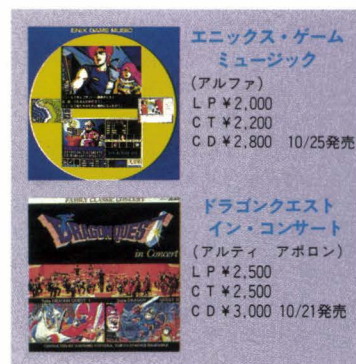 ENIX GAME MUSIC
エニックス・ゲーム
ミュージック
(アルファ)
LP¥2,000
CT¥2,200
CD¥2,800 10/25発売
FAMILY CLASSIC CONCERT
DRAGON QUEST
in Concert
ドラゴンクエスト
イン・コンサート
(アルティ アポロン)
LP¥2,500
CT¥2,500
CD¥3,000 10/21発売